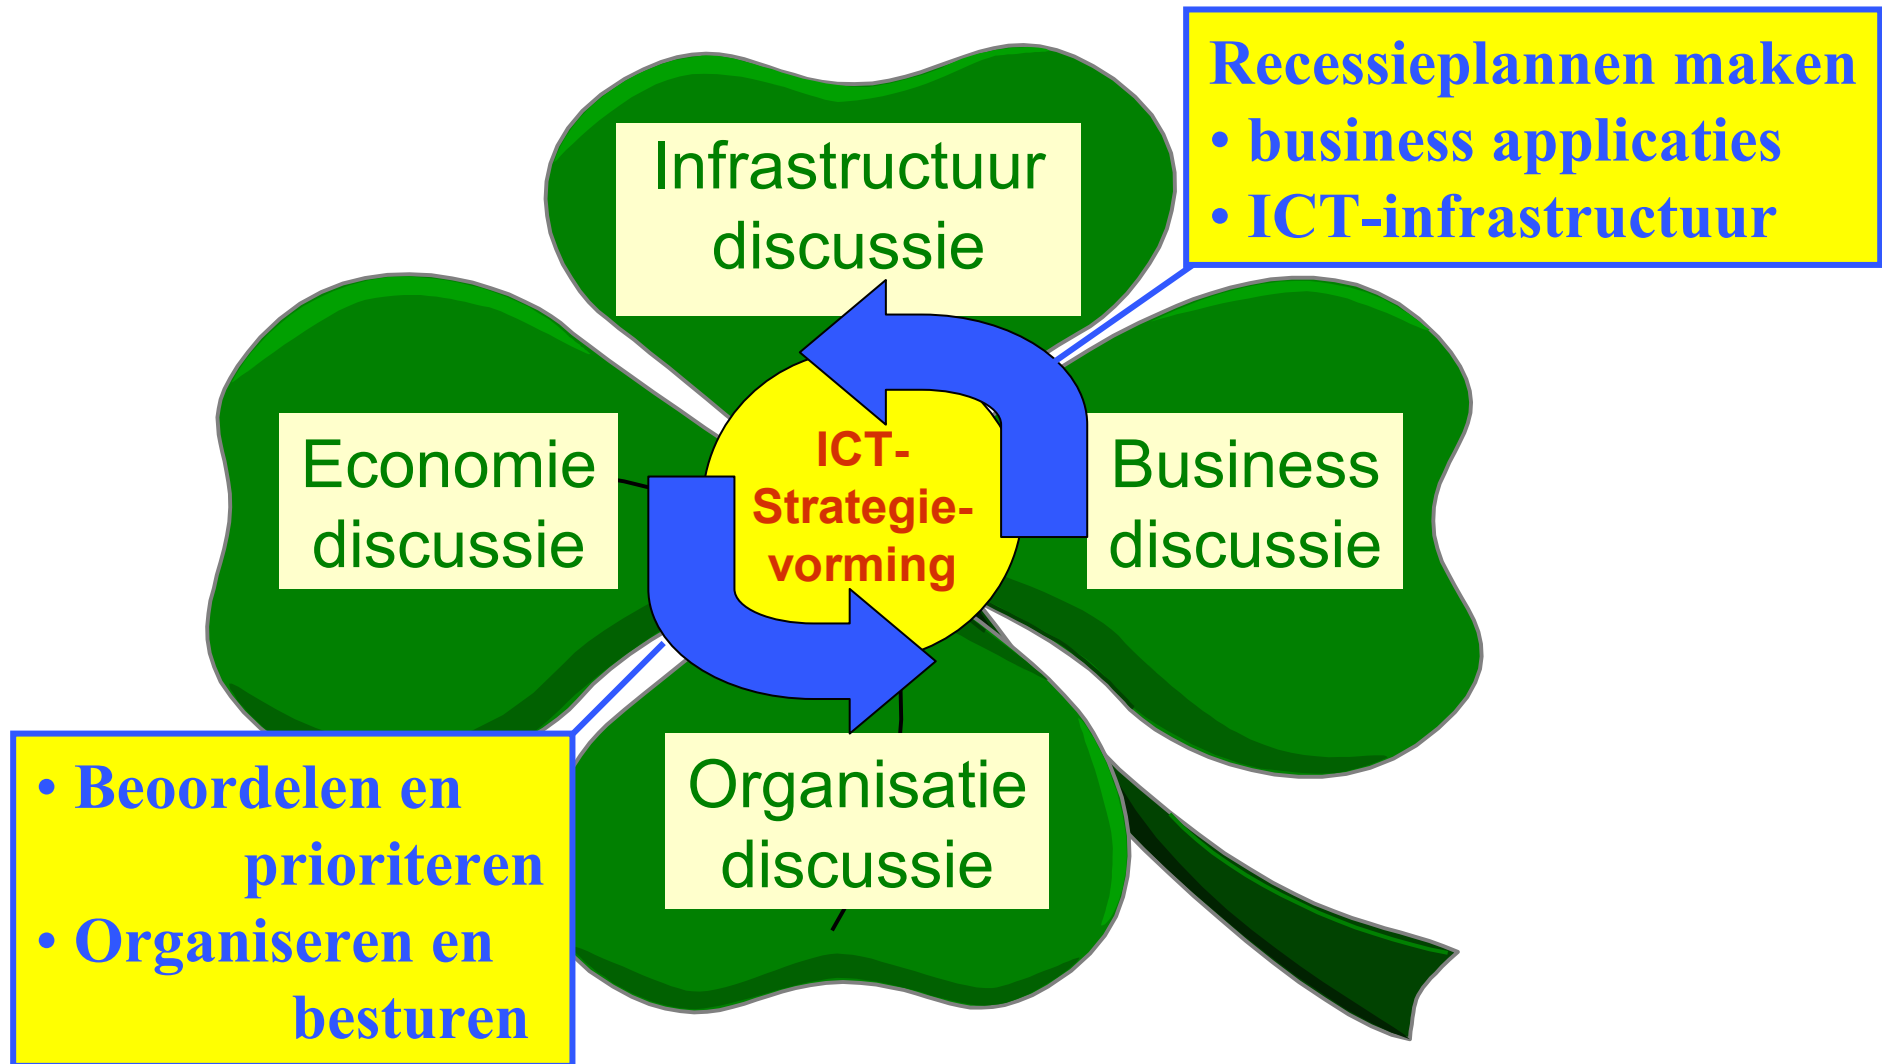 Recessieplannen maken
• business applicaties
• ICT-infrastructuur
Infrastructuur
discussie
Economie
discussie
ICT-
Strategie-
vorming
Business
discussie
Organisatie
discussie
• Beoordelen en
prioriteren
• Organiseren en
besturen